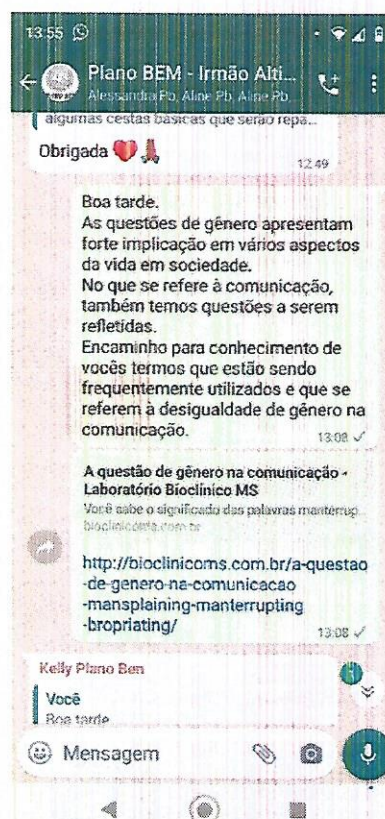 13:55
Plano BEM - Irmão Alti...
Alessandra Pb, Aline Pb, Aline Pb,
algumas cestas básicas que serão repa...
Obrigada
12:49
Boa tarde.
As questões de gênero apresentam
forte implicação em vários aspectos
da vida em sociedade.
No que se refere à comunicação,
também temos questões a serem
refletidas.
Encaminho para conhecimento de
vocês termos que estão sendo
frequentemente utilizados e que se
referem à desigualdade de gênero na
comunicação.
13:08
A questão de gênero na comunicação -
Laboratório Bioclínico MS
Você sabe o significado das palavras manterrup...
bioclinicoms.com.br
http://bioclinicoms.com.br/a-questao
-de-genero-na-comunicacao
-mansplaining-manterrupting
-bropriating/
13:08
Kelly Plano Ben
1
Você
Boa tarde
Mensagem